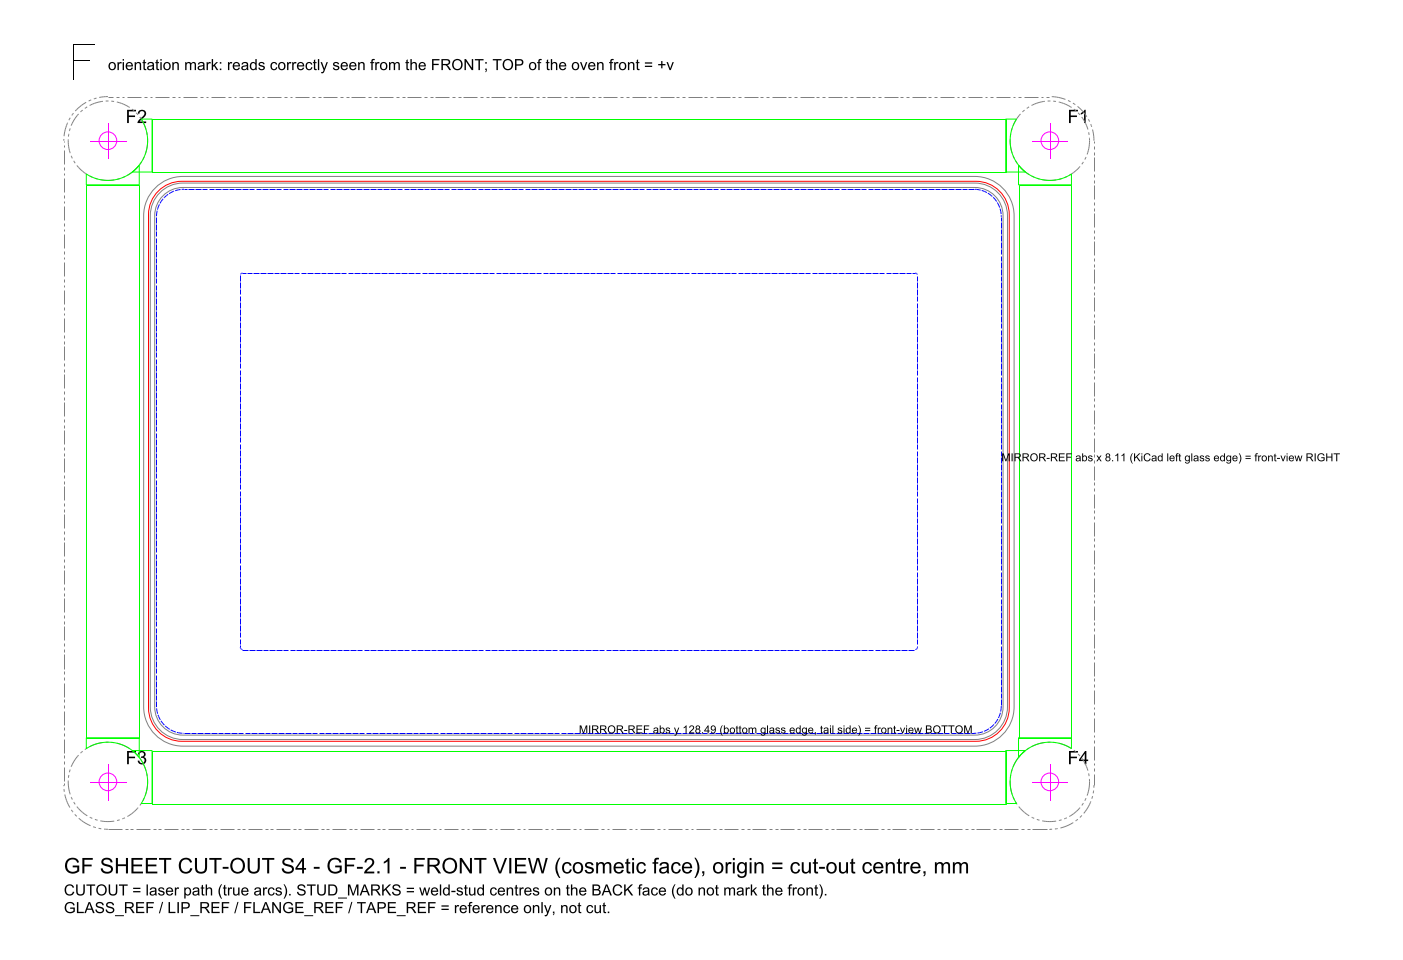 F orientation mark: reads correctly seen from the FRONT; TOP of the oven front = +v
F2 F1
MIRROR-REF abs x 8.11 (KiCad left glass edge) = front-view RIGHT
MIRROR-REF abs y 128.49 (bottom glass edge, tail side) = front-view BOTTOM
F3 F4
GF SHEET CUT-OUT S4 - GF-2.1 - FRONT VIEW (cosmetic face), origin = cut-out centre, mm
CUTOUT = laser path (true arcs). STUD_MARKS = weld-stud centres on the BACK face (do not mark the front).
GLASS_REF / LIP_REF / FLANGE_REF / TAPE_REF = reference only, not cut.